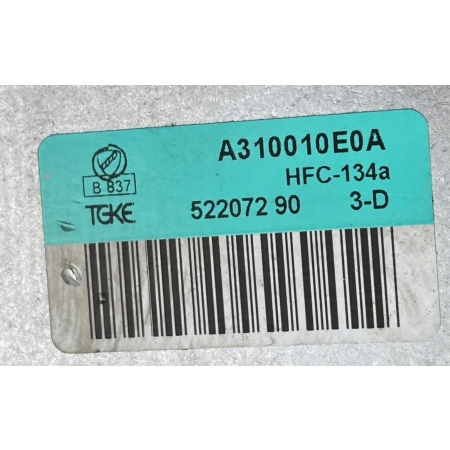 A310010E0A
B 837
HFC-134a
TGKE
522072 90 3-D